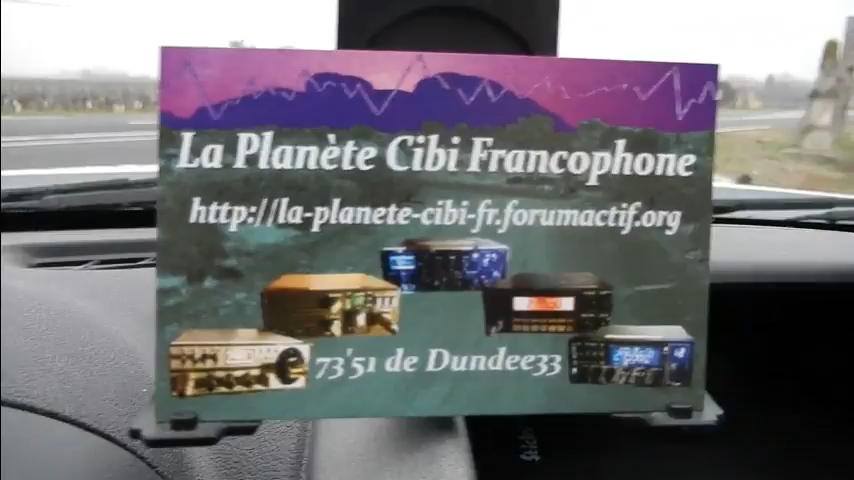 La Planète Cibi Francophone
http://la-planete-cibi-fr.forumactif.org
73'51 de Dundee33